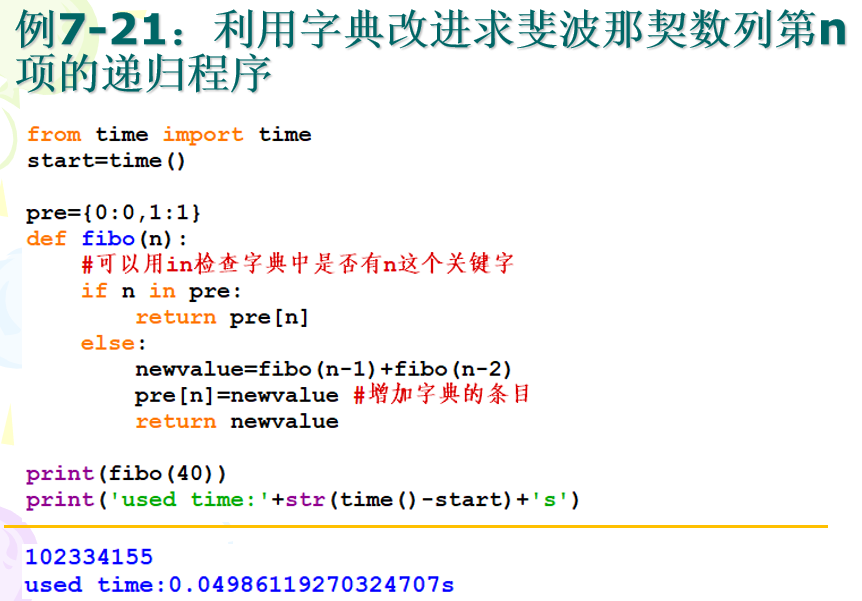 例7-21：利用字典改进求斐波那契数列第n
项的递归程序
from time import time
start=time()
pre={0:0,1:1}
def fibo(n):
    #可以用in检查字典中是否有n这个关键字
    if n in pre:
        return pre[n]
    else:
        newvalue=fibo(n-1)+fibo(n-2)
        pre[n]=newvalue #增加字典的条目
        return newvalue
print(fibo(40))
print('used time:'+str(time()-start)+'s')
102334155
used time:0.04986119270324707s